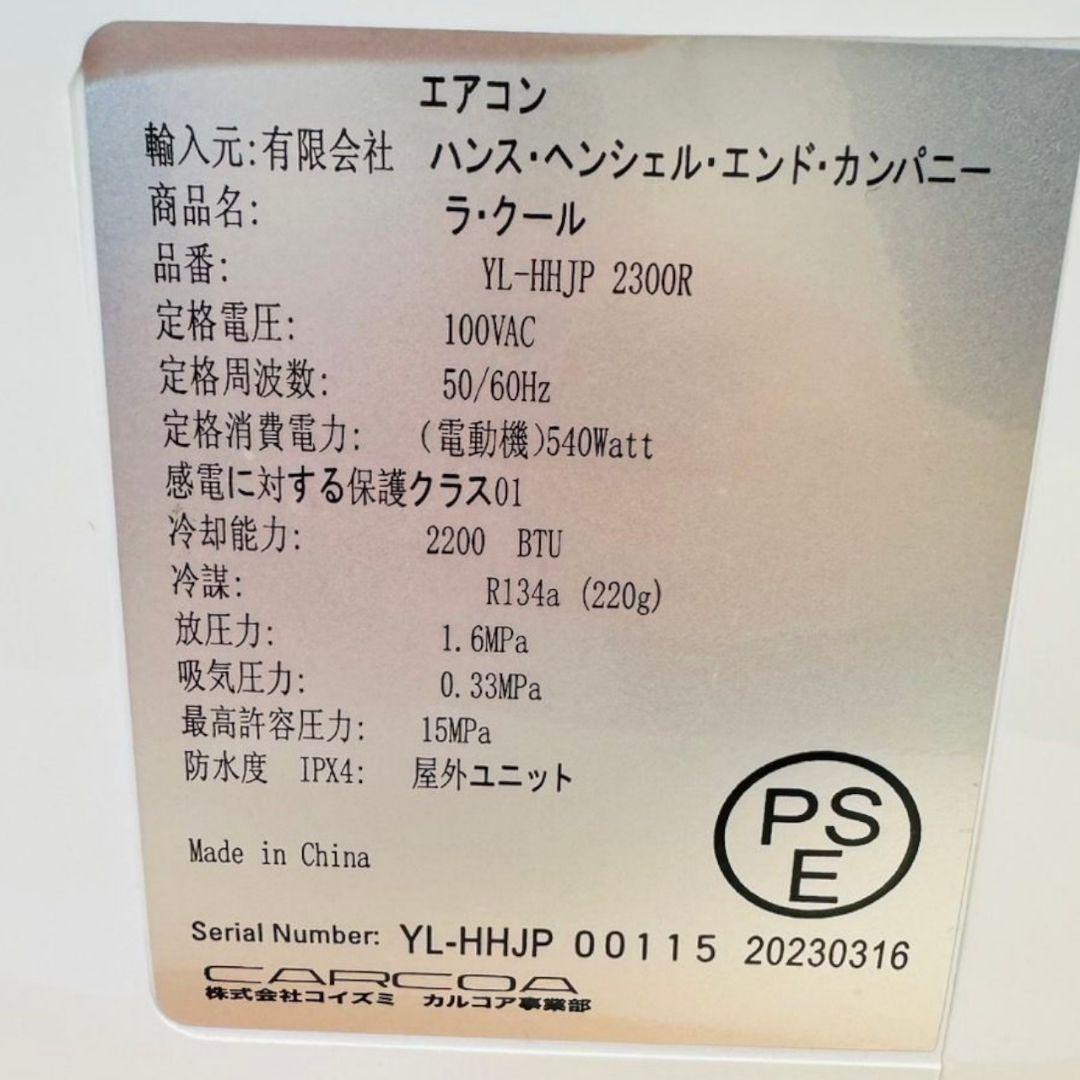 エアコン
輸入元:有限会社 ハンス・ヘンシェル・エンド・カンパニー
商品名: ラ・クール
品番: YL-HHJP 2300R
定格電圧: 100VAC
定格周波数: 50/60Hz
定格消費電力: (電動機)540Watt
感電に対する保護クラス01
冷却能力: 2200 BTU
冷謀: R134a (220g)
放圧力: 1.6MPa
吸気圧力: 0.33MPa
最高許容圧力: 15MPa
防水度 IPX4: 屋外ユニット
PS
E
Made in China
Serial Number: YL-HHJP 00115 20230316
CARCOA
株式会社コイズミ カルコア事業部